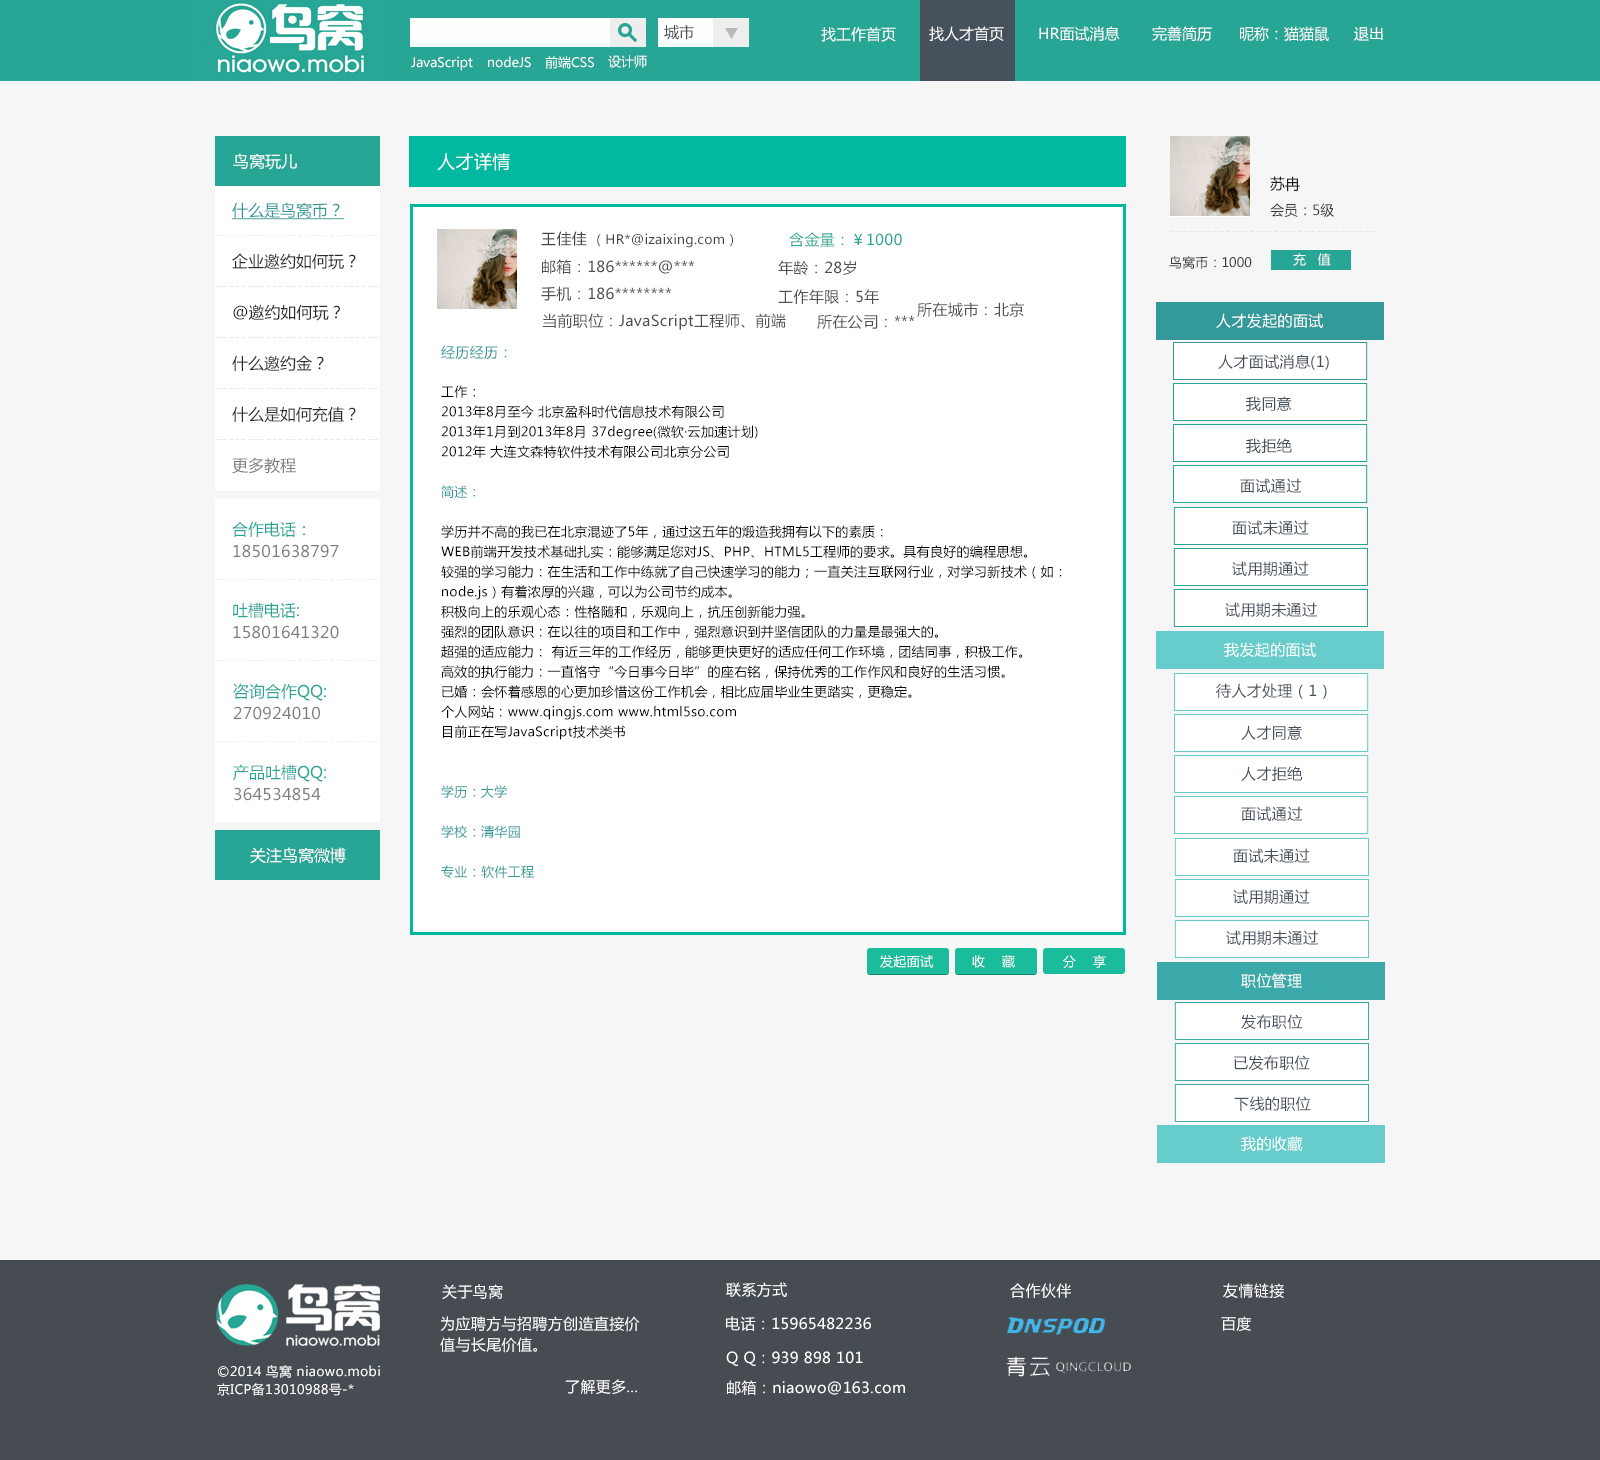 鸟窝
niaowo.mobi
城市
JavaScript nodeJS 前端CSS 设计师
找工作首页 找人才首页 HR面试消息 完善简历 昵称：猫猫鼠 退出
鸟窝玩儿
什么是鸟窝币？
企业邀约如何玩？
@邀约如何玩？
什么邀约金？
什么是如何充值？
更多教程
合作电话：
18501638797
吐槽电话:
15801641320
咨询合作QQ:
270924010
产品吐槽QQ:
364534854
关注鸟窝微博
人才详情
王佳佳（HR*@izaixing.com） 含金量：￥1000
邮箱：186******@*** 年龄：28岁
手机：186******** 工作年限：5年
当前职位：JavaScript工程师、前端 所在公司：*** 所在城市：北京
经历经历：
工作：
2013年8月至今 北京盈科时代信息技术有限公司
2013年1月到2013年8月 37degree(微软·云加速计划)
2012年 大连文森特软件技术有限公司北京分公司
简述：
学历并不高的我已在北京混迹了5年，通过这五年的煅造我拥有以下的素质：
WEB前端开发技术基础扎实：能够满足您对JS、PHP、HTML5工程师的要求。具有良好的编程思想。
较强的学习能力：在生活和工作中练就了自己快速学习的能力；一直关注互联网行业，对学习新技术（如：
node.js）有着浓厚的兴趣，可以为公司节约成本。
积极向上的乐观心态：性格随和，乐观向上，抗压创新能力强。
强烈的团队意识：在以往的项目和工作中，强烈意识到并坚信团队的力量是最强大的。
超强的适应能力： 有近三年的工作经历，能够更快更好的适应任何工作环境，团结同事，积极工作。
高效的执行能力：一直恪守“今日事今日毕”的座右铭，保持优秀的工作作风和良好的生活习惯。
已婚：会怀着感恩的心更加珍惜这份工作机会，相比应届毕业生更踏实，更稳定。
个人网站：www.qingjs.com www.html5so.com
目前正在写JavaScript技术类书
学历：大学
学校：清华园
专业：软件工程
发起面试 收 藏 分 享
苏冉
会员：5级
鸟窝币：1000 充 值
人才发起的面试
人才面试消息(1)
我同意
我拒绝
面试通过
面试未通过
试用期通过
试用期未通过
我发起的面试
待人才处理（1）
人才同意
人才拒绝
面试通过
面试未通过
试用期通过
试用期未通过
职位管理
发布职位
已发布职位
下线的职位
我的收藏
鸟窝
niaowo.mobi
©2014 鸟窝 niaowo.mobi
京ICP备13010988号-*
关于鸟窝
为应聘方与招聘方创造直接价
值与长尾价值。
了解更多...
联系方式
电话：15965482236
Q Q：939 898 101
邮箱：niaowo@163.com
合作伙伴
DNSPOD
青云 QINGCLOUD
友情链接
百度